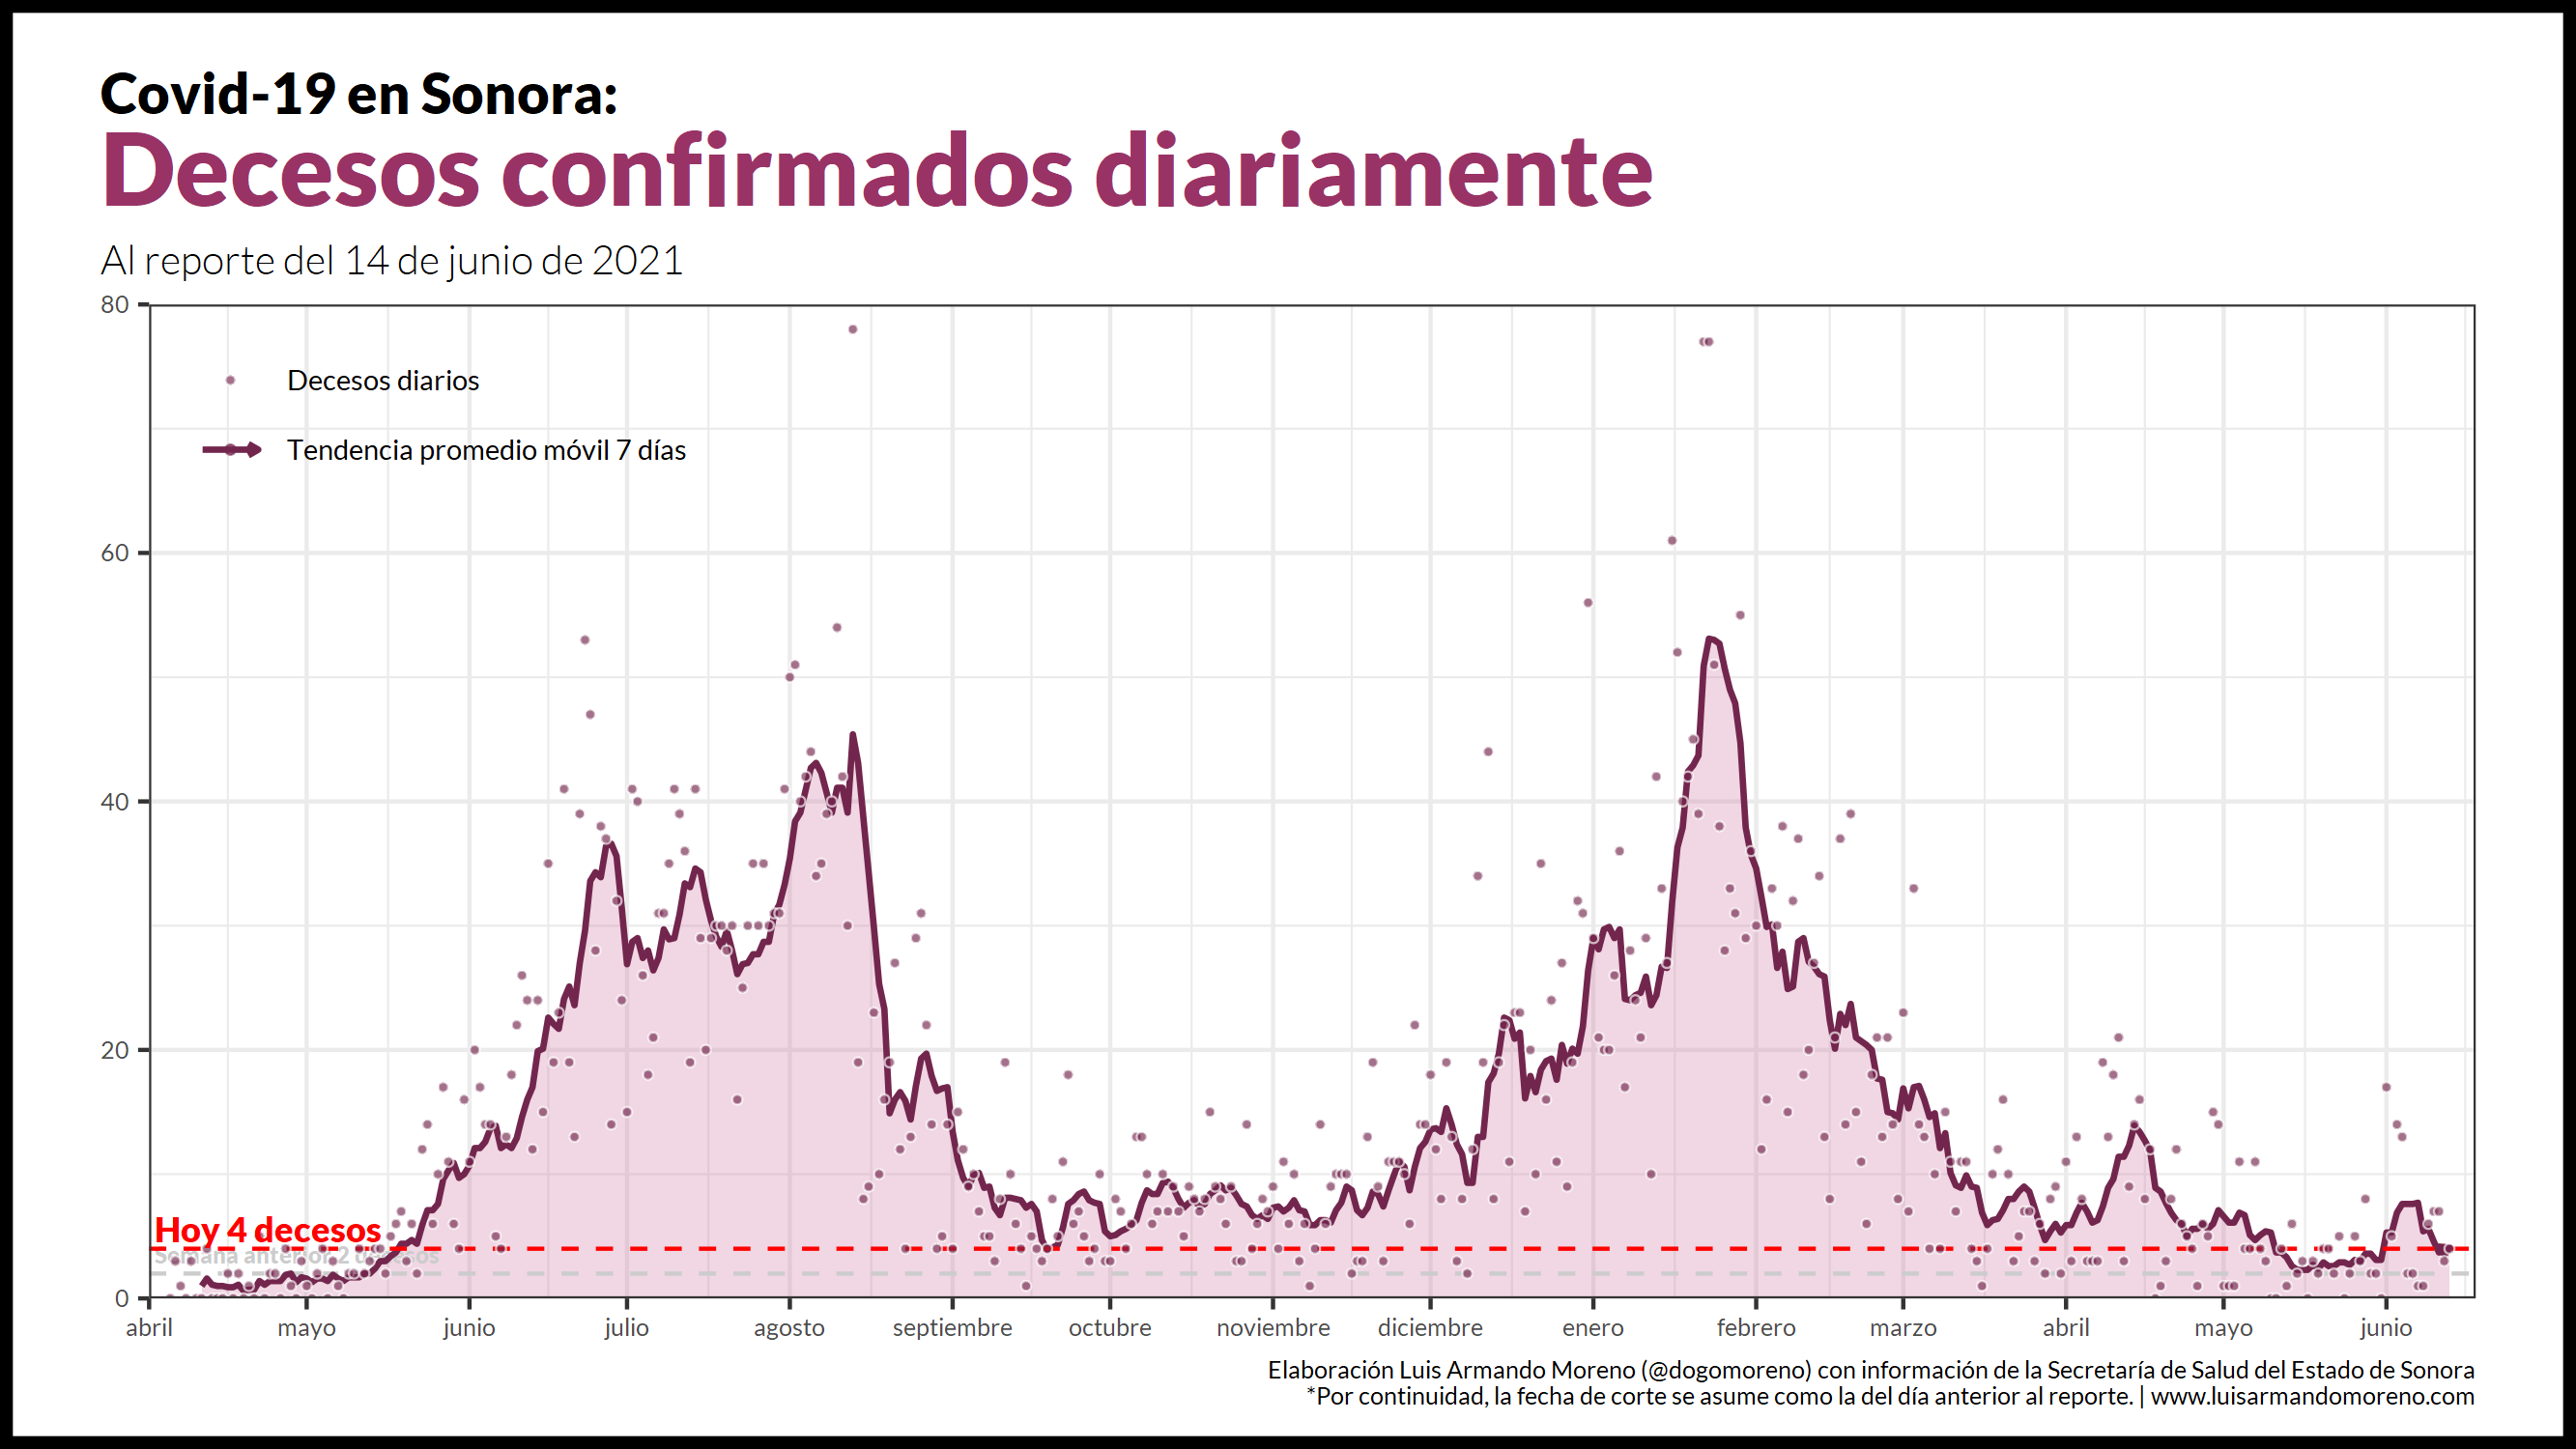 Covid-19 en Sonora:
Decesos confirmados diariamente
Al reporte del 14 de junio de 2021
80
60
40
20
0
Decesos diarios
Tendencia promedio móvil 7 días
Hoy 4 decesos
Semana anterior 2 decesos
abril mayo junio julio agosto septiembre octubre noviembre diciembre enero febrero marzo abril mayo junio
Elaboración Luis Armando Moreno (@dogomoreno) con información de la Secretaría de Salud del Estado de Sonora
*Por continuidad, la fecha de corte se asume como la del día anterior al reporte. | www.luisarmandomoreno.com